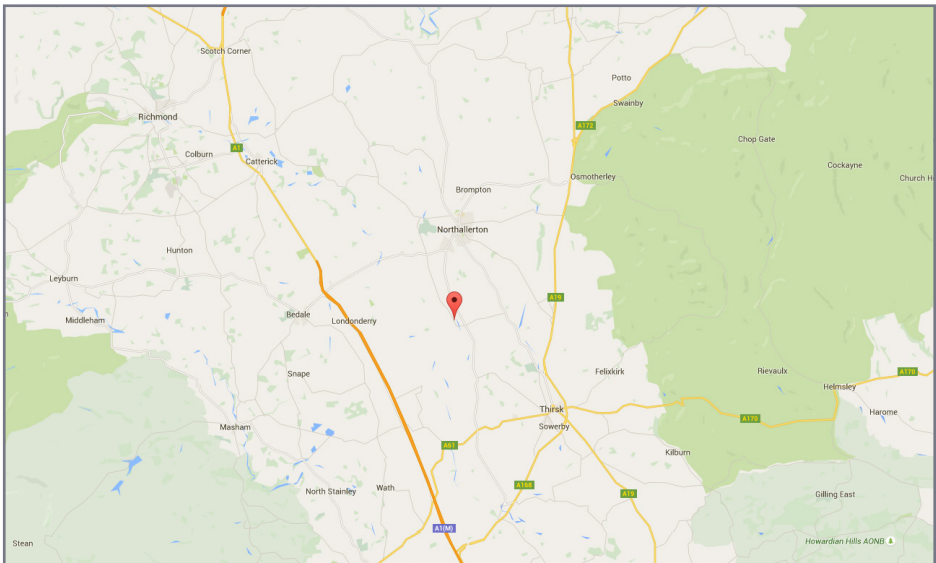 Scotch Corner
Potto
Swainby
Richmond
A172
Chop Gate
A1
Colburn
Catterick
Cockayne
Osmotherley
Church H
Brompton
Northallerton
Hunton
Leyburn
A19
Bedale
Middleham
Londonderry
Snape
Felixkirk
Rievaulx
A170
Helmsley
Thirsk
Harome
A170
Masham
Sowerby
A61
Kilburn
A168
North Stainley
Wath
A19
Gilling East
A1(M)
Stean
Howardian Hills AONB